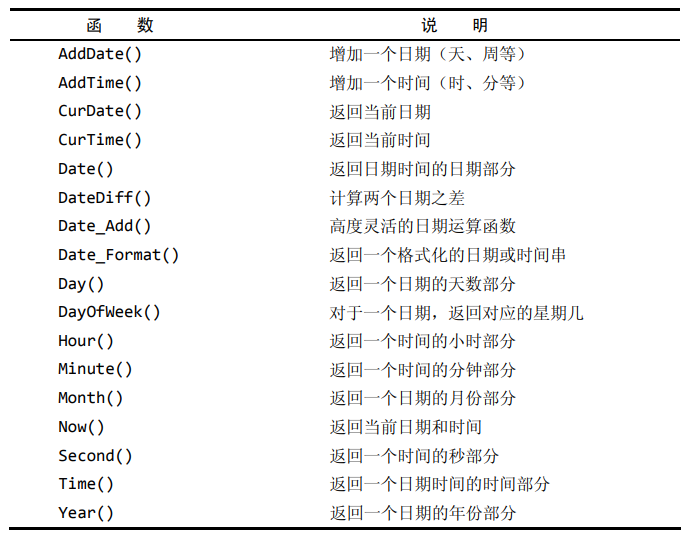 函 数 说 明
AddDate() 增加一个日期（天、周等）
AddTime() 增加一个时间（时、分等）
CurDate() 返回当前日期
CurTime() 返回当前时间
Date() 返回日期时间的日期部分
DateDiff() 计算两个日期之差
Date_Add() 高度灵活的日期运算函数
Date_Format() 返回一个格式化的日期或时间串
Day() 返回一个日期的天数部分
DayOfWeek() 对于一个日期，返回对应的星期几
Hour() 返回一个时间的小时部分
Minute() 返回一个时间的分钟部分
Month() 返回一个日期的月份部分
Now() 返回当前日期和时间
Second() 返回一个时间的秒部分
Time() 返回一个日期时间的时间部分
Year() 返回一个日期的年份部分